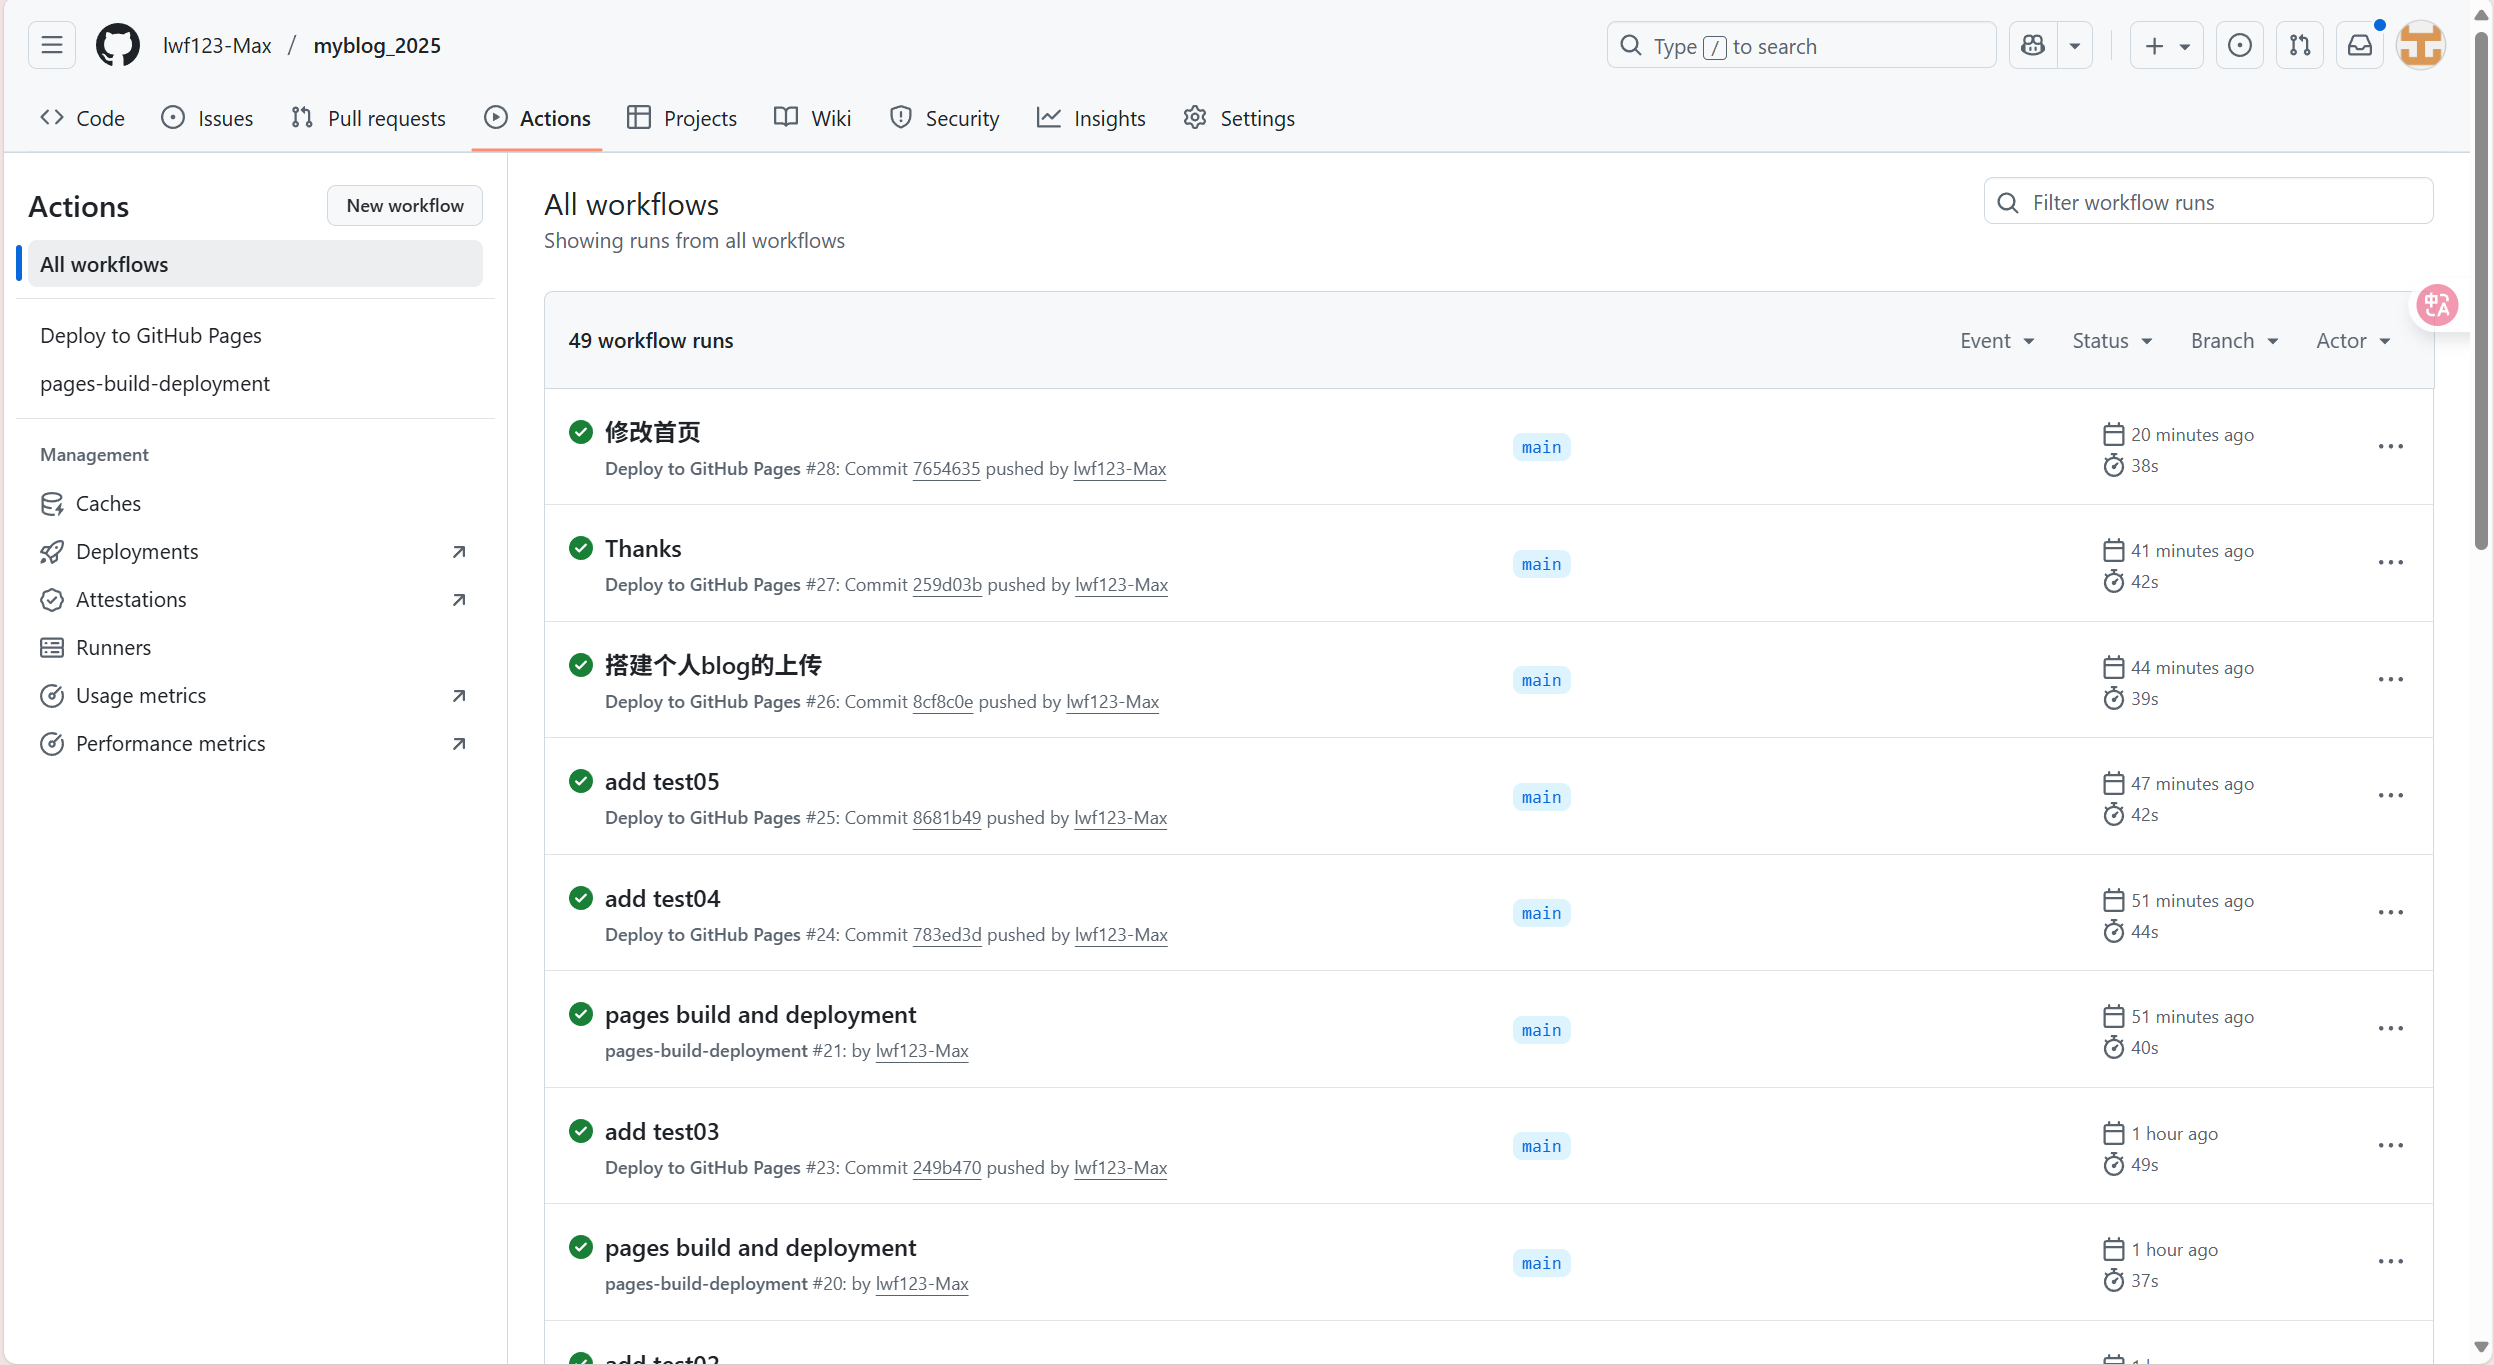 lwf123-Max / myblog_2025
Type / to search
Code Issues Pull requests Actions Projects Wiki Security Insights Settings
Actions
New workflow
All workflows
Deploy to GitHub Pages
pages-build-deployment
Management
Caches
Deployments
Attestations
Runners
Usage metrics
Performance metrics
All workflows
Showing runs from all workflows
Filter workflow runs
中A
49 workflow runs
Event Status Branch Actor
修改首页
Deploy to GitHub Pages #28: Commit 7654635 pushed by lwf123-Max
main
20 minutes ago
38s
Thanks
Deploy to GitHub Pages #27: Commit 259d03b pushed by lwf123-Max
main
41 minutes ago
42s
搭建个人blog的上传
Deploy to GitHub Pages #26: Commit 8cf8c0e pushed by lwf123-Max
main
44 minutes ago
39s
add test05
Deploy to GitHub Pages #25: Commit 8681b49 pushed by lwf123-Max
main
47 minutes ago
42s
add test04
Deploy to GitHub Pages #24: Commit 783ed3d pushed by lwf123-Max
main
51 minutes ago
44s
pages build and deployment
pages-build-deployment #21: by lwf123-Max
main
51 minutes ago
40s
add test03
Deploy to GitHub Pages #23: Commit 249b470 pushed by lwf123-Max
main
1 hour ago
49s
pages build and deployment
pages-build-deployment #20: by lwf123-Max
main
1 hour ago
37s
add test02